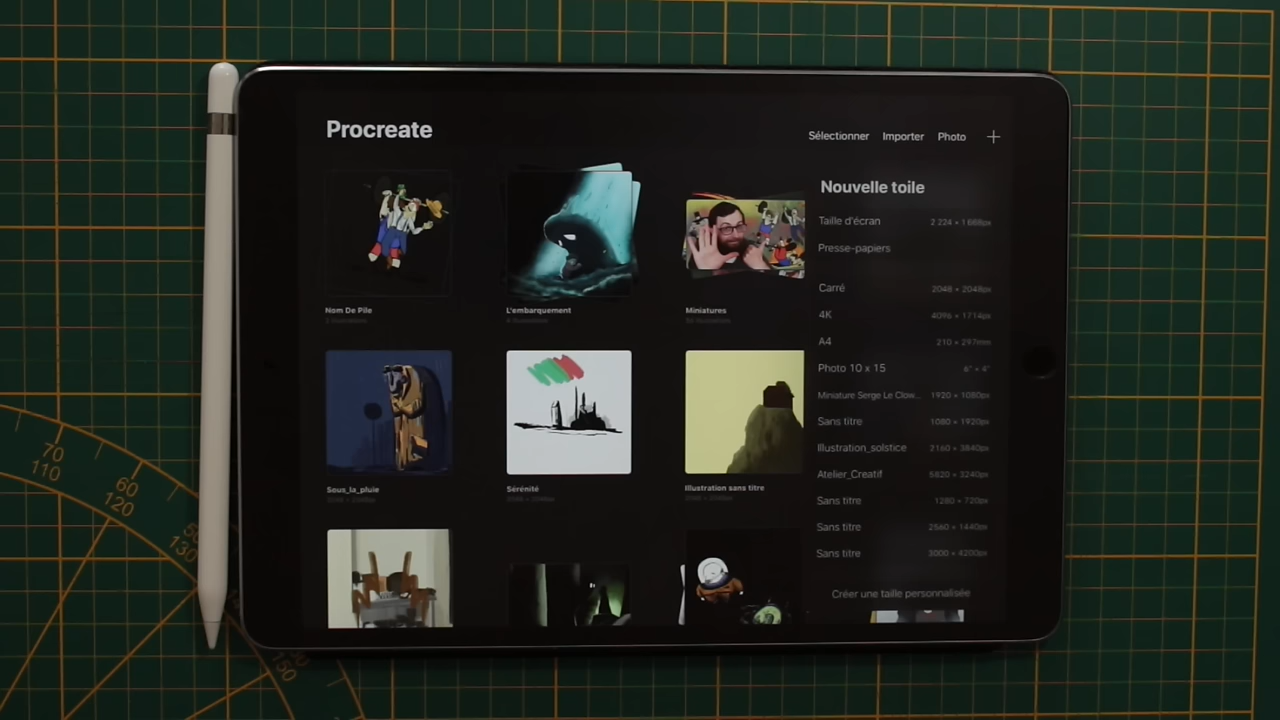 Procreate
Sélectionner Importer Photo
Nouvelle toile
Taille d'écran 2 224 × 1 668px
Presse-papiers
Carré 2048 × 2048px
4K 4096 × 1714px
A4 210 × 297mm
Photo 10 x 15 6" × 4"
Miniature Serge Le Clow... 1920 × 1080px
Sans titre 1080 × 1920px
Illustration_solstice 2160 × 3840px
Atelier_Creatif 5820 × 3240px
Sans titre 1280 × 720px
Sans titre 2560 × 1440px
Sans titre 3000 × 4200px
Créer une taille personnalisée
Nom De Pile
L'embarquement
Miniatures
Sous_la_pluie
Sérénité
Illustration sans titre
70
110
60
120
130
150